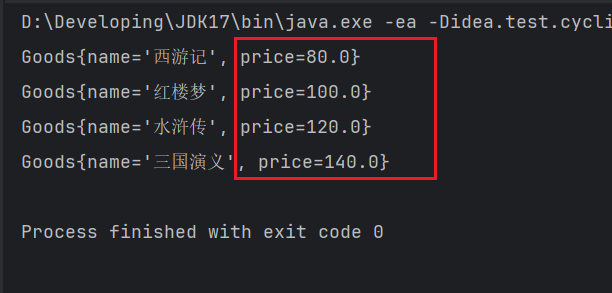 D:\Developing\JDK17\bin\java.exe -ea -Didea.test.cycli
Goods{name='西游记', price=80.0}
Goods{name='红楼梦', price=100.0}
Goods{name='水浒传', price=120.0}
Goods{name='三国演义', price=140.0}
Process finished with exit code 0